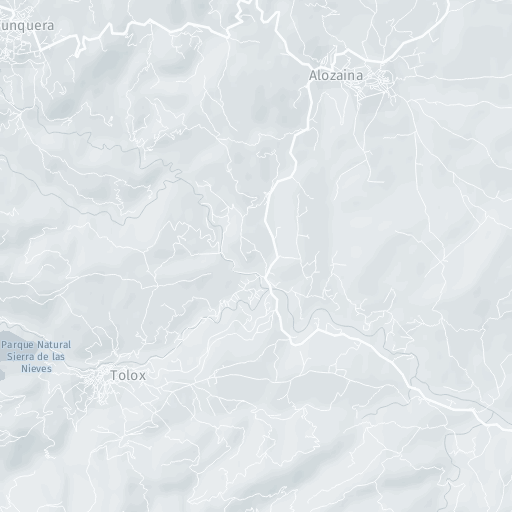 unquera
Alozaina
Parque Natural
Sierra de las
Nieves
Tolox